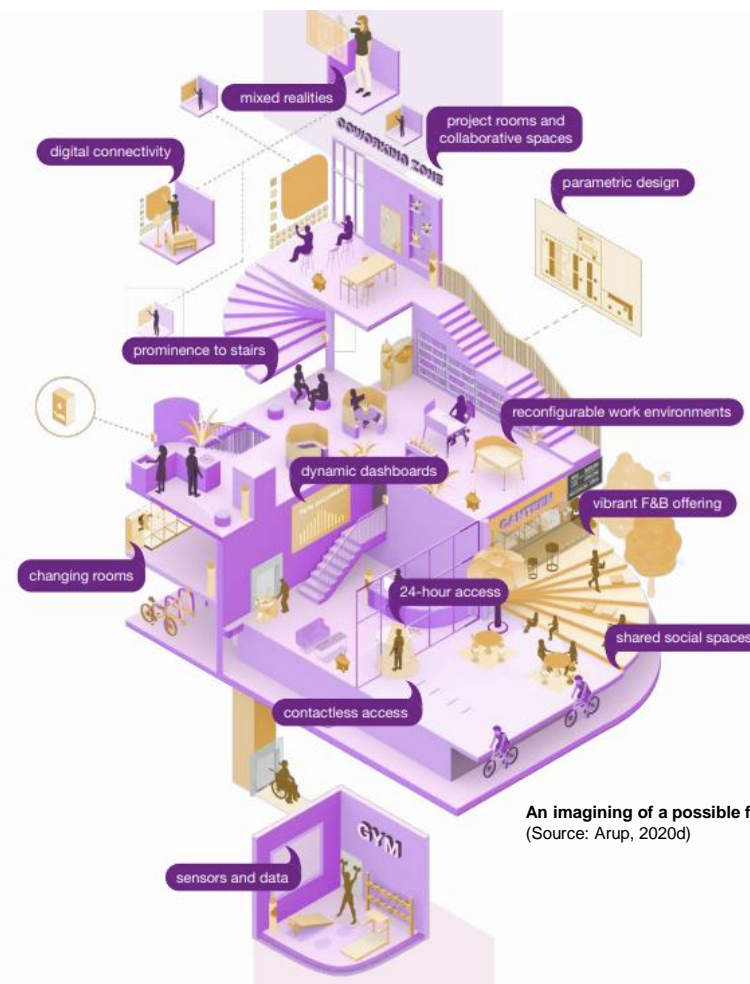 mixed realities
project rooms and
collaborative spaces
COWORKING ZONE
digital connectivity
parametric design
prominence to stairs
reconfigurable work environments
dynamic dashboards
CANTEEN
vibrant F&B offering
changing rooms
24-hour access
shared social spaces
contactless access
An imagining of a possible f
(Source: Arup, 2020d)
GYM
sensors and data